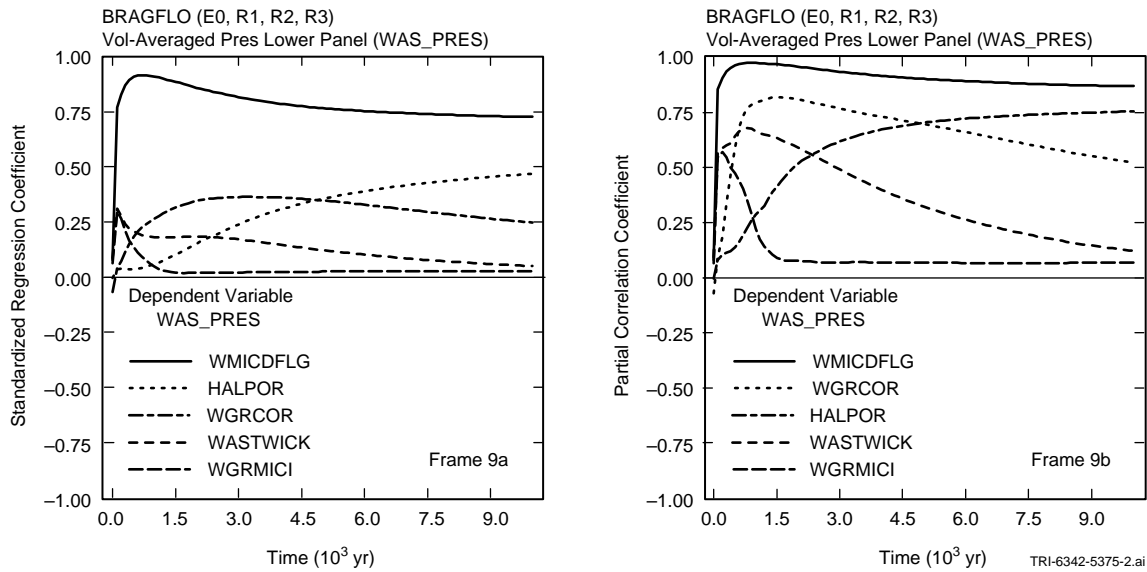 BRAGFLO (E0, R1, R2, R3)
Vol-Averaged Pres Lower Panel (WAS_PRES)
Standardized Regression Coefficient
1.00
0.75
0.50
0.25
0.00
–0.25
–0.50
–0.75
–1.00
Dependent Variable
WAS_PRES
WMICDFLG
HALPOR
WGRCOR
WASTWICK
WGRMICI
Frame 9a
0.0 1.5 3.0 4.5 6.0 7.5 9.0
Time (10³ yr)
BRAGFLO (E0, R1, R2, R3)
Vol-Averaged Pres Lower Panel (WAS_PRES)
Partial Correlation Coefficient
1.00
0.75
0.50
0.25
0.00
–0.25
–0.50
–0.75
–1.00
Dependent Variable
WAS_PRES
WMICDFLG
WGRCOR
HALPOR
WASTWICK
WGRMICI
Frame 9b
0.0 1.5 3.0 4.5 6.0 7.5 9.0
Time (10³ yr)
TRI-6342-5375-2.ai